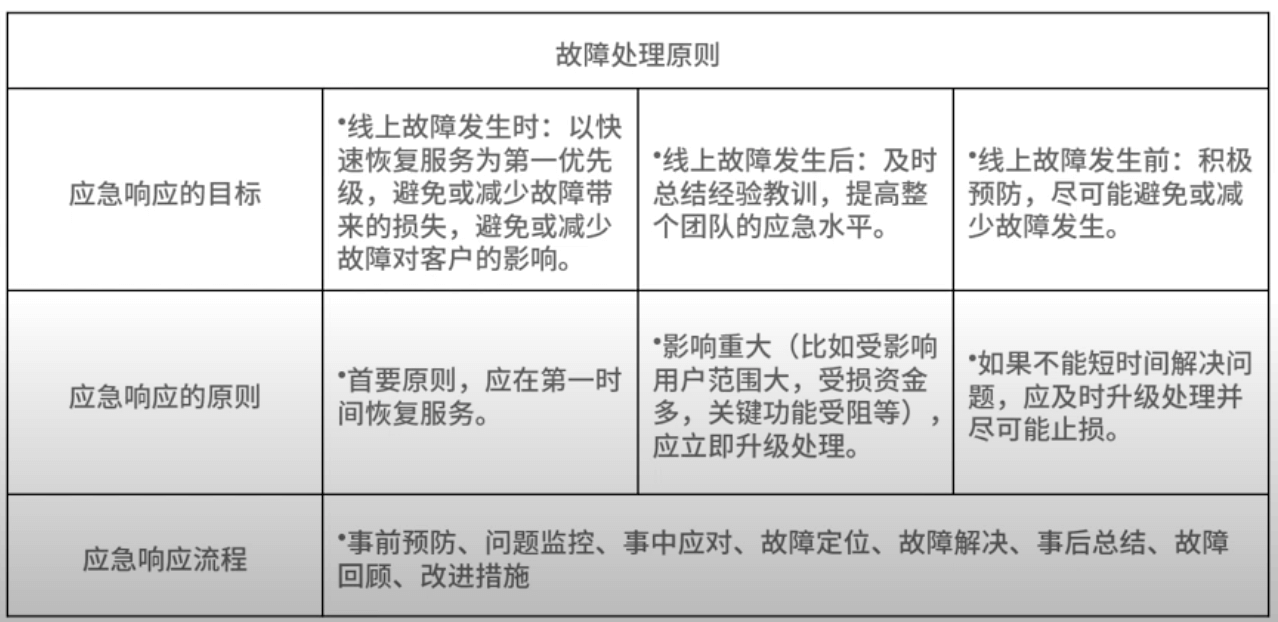 故障处理原则
应急响应的目标
•线上故障发生时：以快
速恢复服务为第一优先
级，避免或减少故障带
来的损失，避免或减少
故障对客户的影响。
•线上故障发生后：及时
总结经验教训，提高整
个团队的应急水平。
•线上故障发生前：积极
预防，尽可能避免或减
少故障发生。
应急响应的原则
•首要原则，应在第一时
间恢复服务。
•影响重大（比如受影响
用户范围大，受损资金
多，关键功能受阻等），
应立即升级处理。
•如果不能短时间解决问
题，应及时升级处理并
尽可能止损。
应急响应流程
•事前预防、问题监控、事中应对、故障定位、故障解决、事后总结、故障
回顾、改进措施